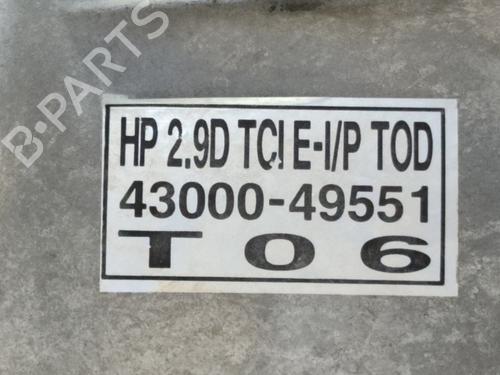 B-PARTS
HP 2.9D TCI E-I/P TOD
43000-49551
T06